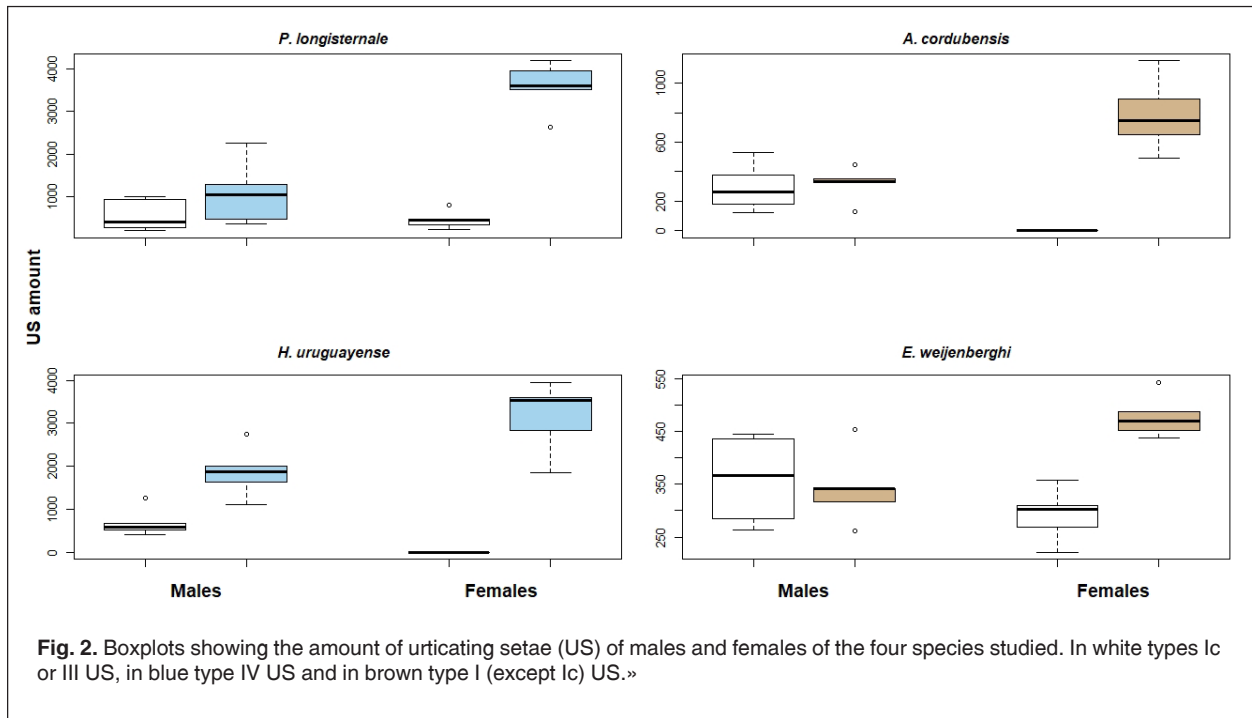 P. longisternale
A. cordubensis
4000
3000
2000
1000
1000
600
200
0
US amount
H. uruguayense
E. weijenberghi
4000
3000
2000
1000
0
550
450
350
250
Males
Females
Males
Females
Fig. 2. Boxplots showing the amount of urticating setae (US) of males and females of the four species studied. In white types Ic
or III US, in blue type IV US and in brown type I (except Ic) US.»